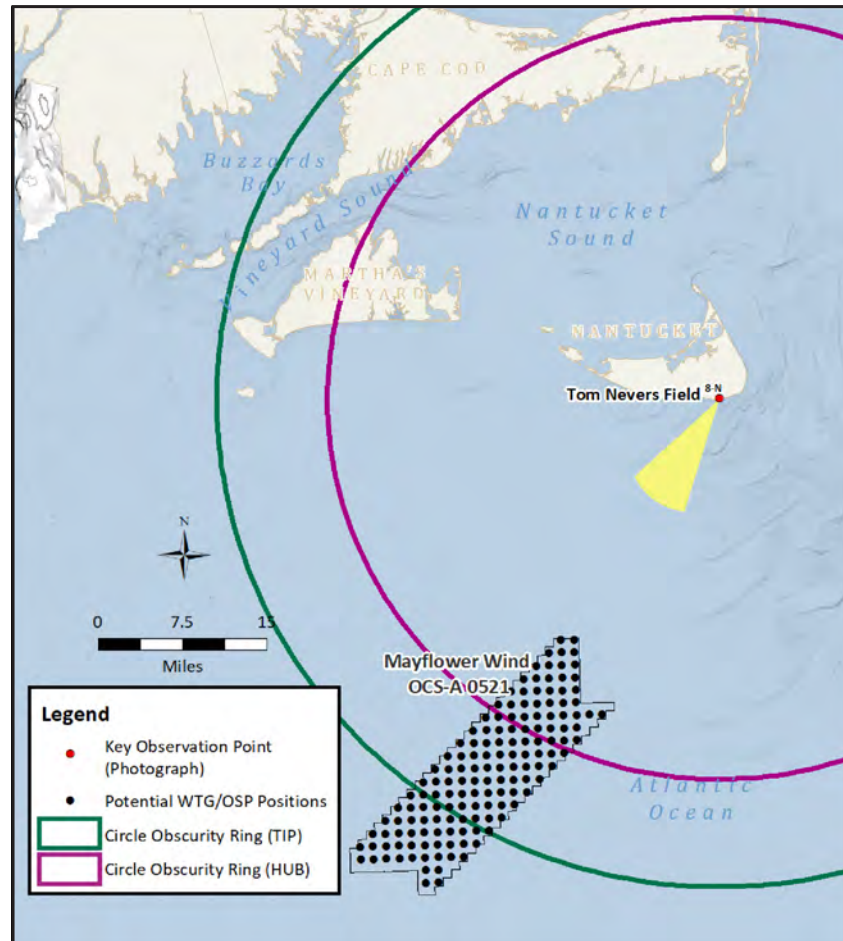 CAPE COD
Buzzards
Bay
Vineyard Sound
Nantucket
Sound
MARTHA'S
VINEYARD
NANTUCKET
Tom Nevers Field 8-N
N
0 7.5 15
Miles
Mayflower Wind
OCS-A 0521
Atlantic
Ocean
Legend
Key Observation Point
(Photograph)
Potential WTG/OSP Positions
Circle Obscurity Ring (TIP)
Circle Obscurity Ring (HUB)